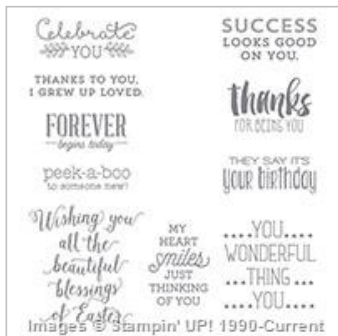 Celebrate
YOU
THANKS TO YOU,
I GREW UP LOVED.
FOREVER
begins today
peek-a-boo
to someone new!
Wishing you
all the
beautiful
blessings
of Easter
MY
HEART
smiles
JUST
THINKING
OF YOU
SUCCESS
LOOKS GOOD
ON YOU.
thanks
FOR BEING YOU
THEY SAY IT'S
your birthday
....YOU....
WONDERFUL
...THING...
....YOU....
Images © Stampin' UP! 1990-Current